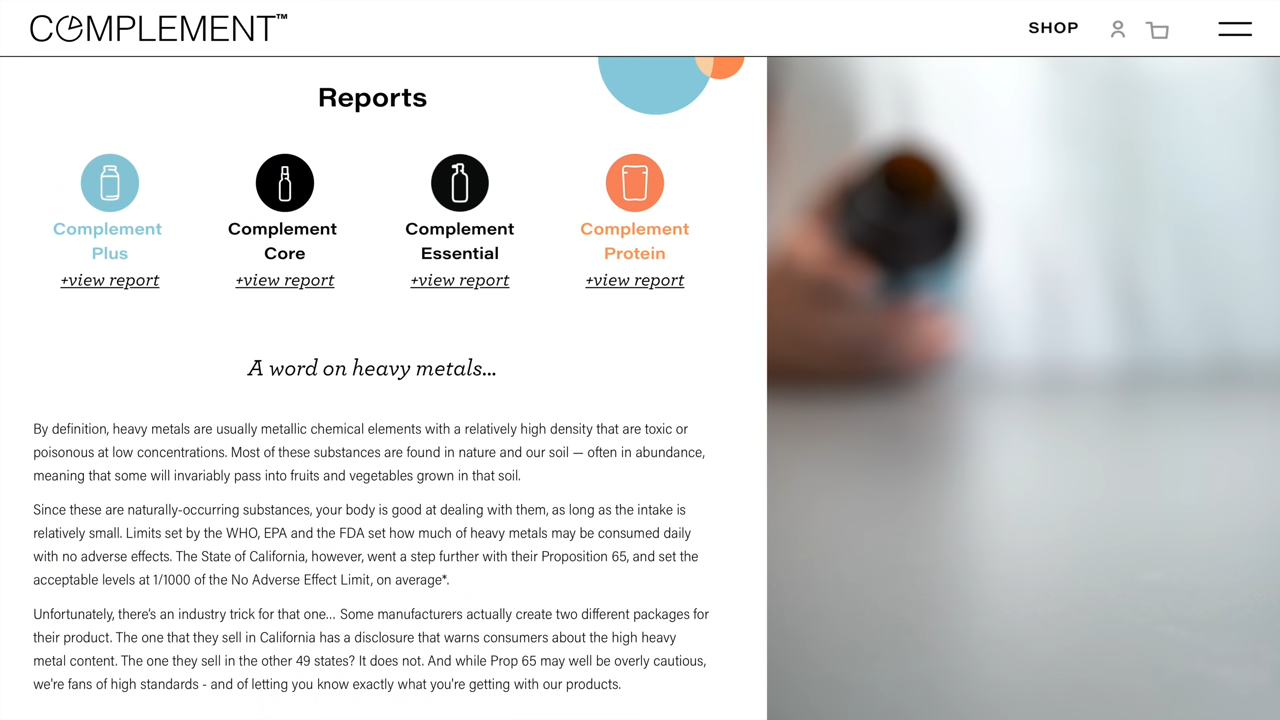 COMPLEMENT™
SHOP
Reports
Complement
Plus
+view report
Complement
Core
+view report
Complement
Essential
+view report
Complement
Protein
+view report
A word on heavy metals...
By definition, heavy metals are usually metallic chemical elements with a relatively high density that are toxic or
poisonous at low concentrations. Most of these substances are found in nature and our soil — often in abundance,
meaning that some will invariably pass into fruits and vegetables grown in that soil.
Since these are naturally-occurring substances, your body is good at dealing with them, as long as the intake is
relatively small. Limits set by the WHO, EPA and the FDA set how much of heavy metals may be consumed daily
with no adverse effects. The State of California, however, went a step further with their Proposition 65, and set the
acceptable levels at 1/1000 of the No Adverse Effect Limit, on average*.
Unfortunately, there's an industry trick for that one... Some manufacturers actually create two different packages for
their product. The one that they sell in California has a disclosure that warns consumers about the high heavy
metal content. The one they sell in the other 49 states? It does not. And while Prop 65 may well be overly cautious,
we're fans of high standards - and of letting you know exactly what you're getting with our products.